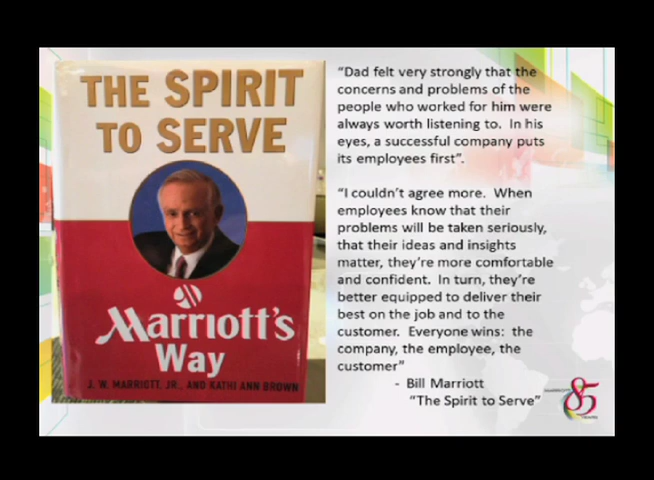 THE SPIRIT
TO SERVE
Marriott's
Way
J. W. MARRIOTT, JR., AND KATHI ANN BROWN
“Dad felt very strongly that the
concerns and problems of the
people who worked for him were
always worth listening to.  In his
eyes, a successful company puts
its employees first”.
“I couldn’t agree more.  When
employees know that their
problems will be taken seriously,
that their ideas and insights
matter, they’re more comfortable
and confident.  In turn, they’re
better equipped to deliver their
best on the job and to the
customer.  Everyone wins:  the
company, the employee, the
customer”
- Bill Marriott
“The Spirit to Serve”
85